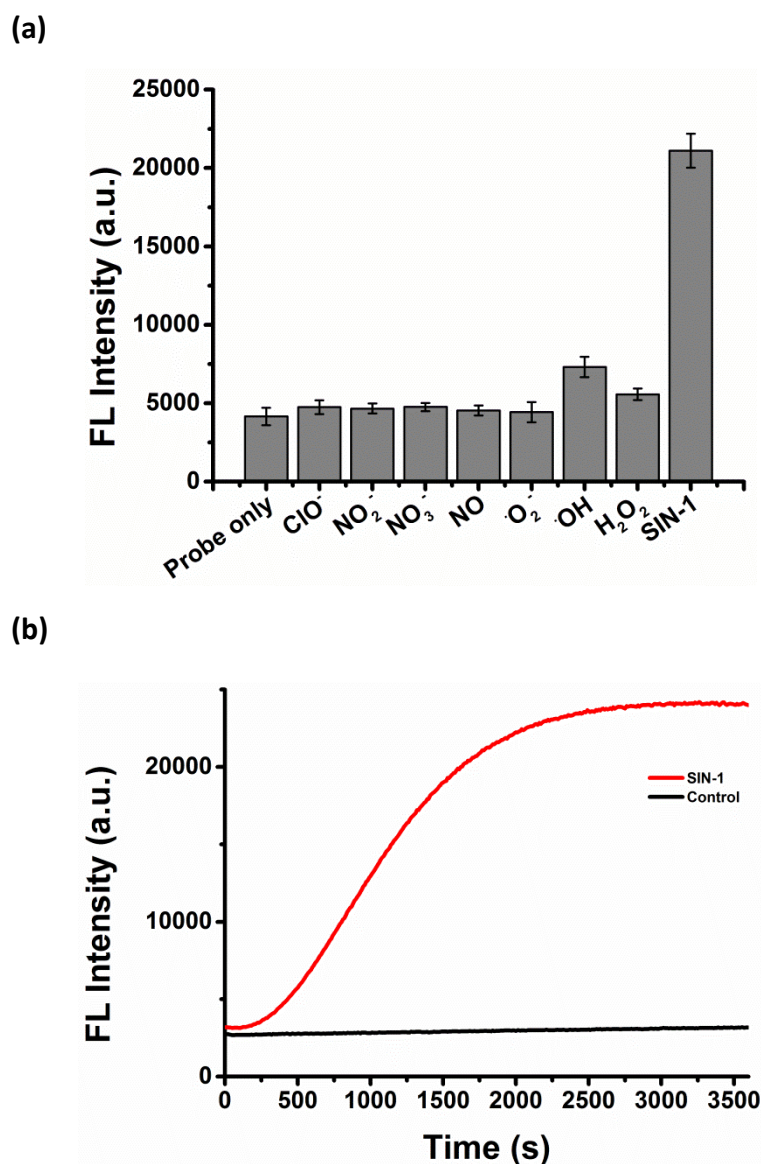 (a)
FL Intensity (a.u.)
25000
20000
15000
10000
5000
0
Probe only
ClO⁻
NO₂⁻
NO₃⁻
NO
·O₂⁻
·OH
H₂O₂
SIN-1
(b)
FL Intensity (a.u.)
20000
10000
0
SIN-1
Control
0 500 1000 1500 2000 2500 3000 3500
Time (s)